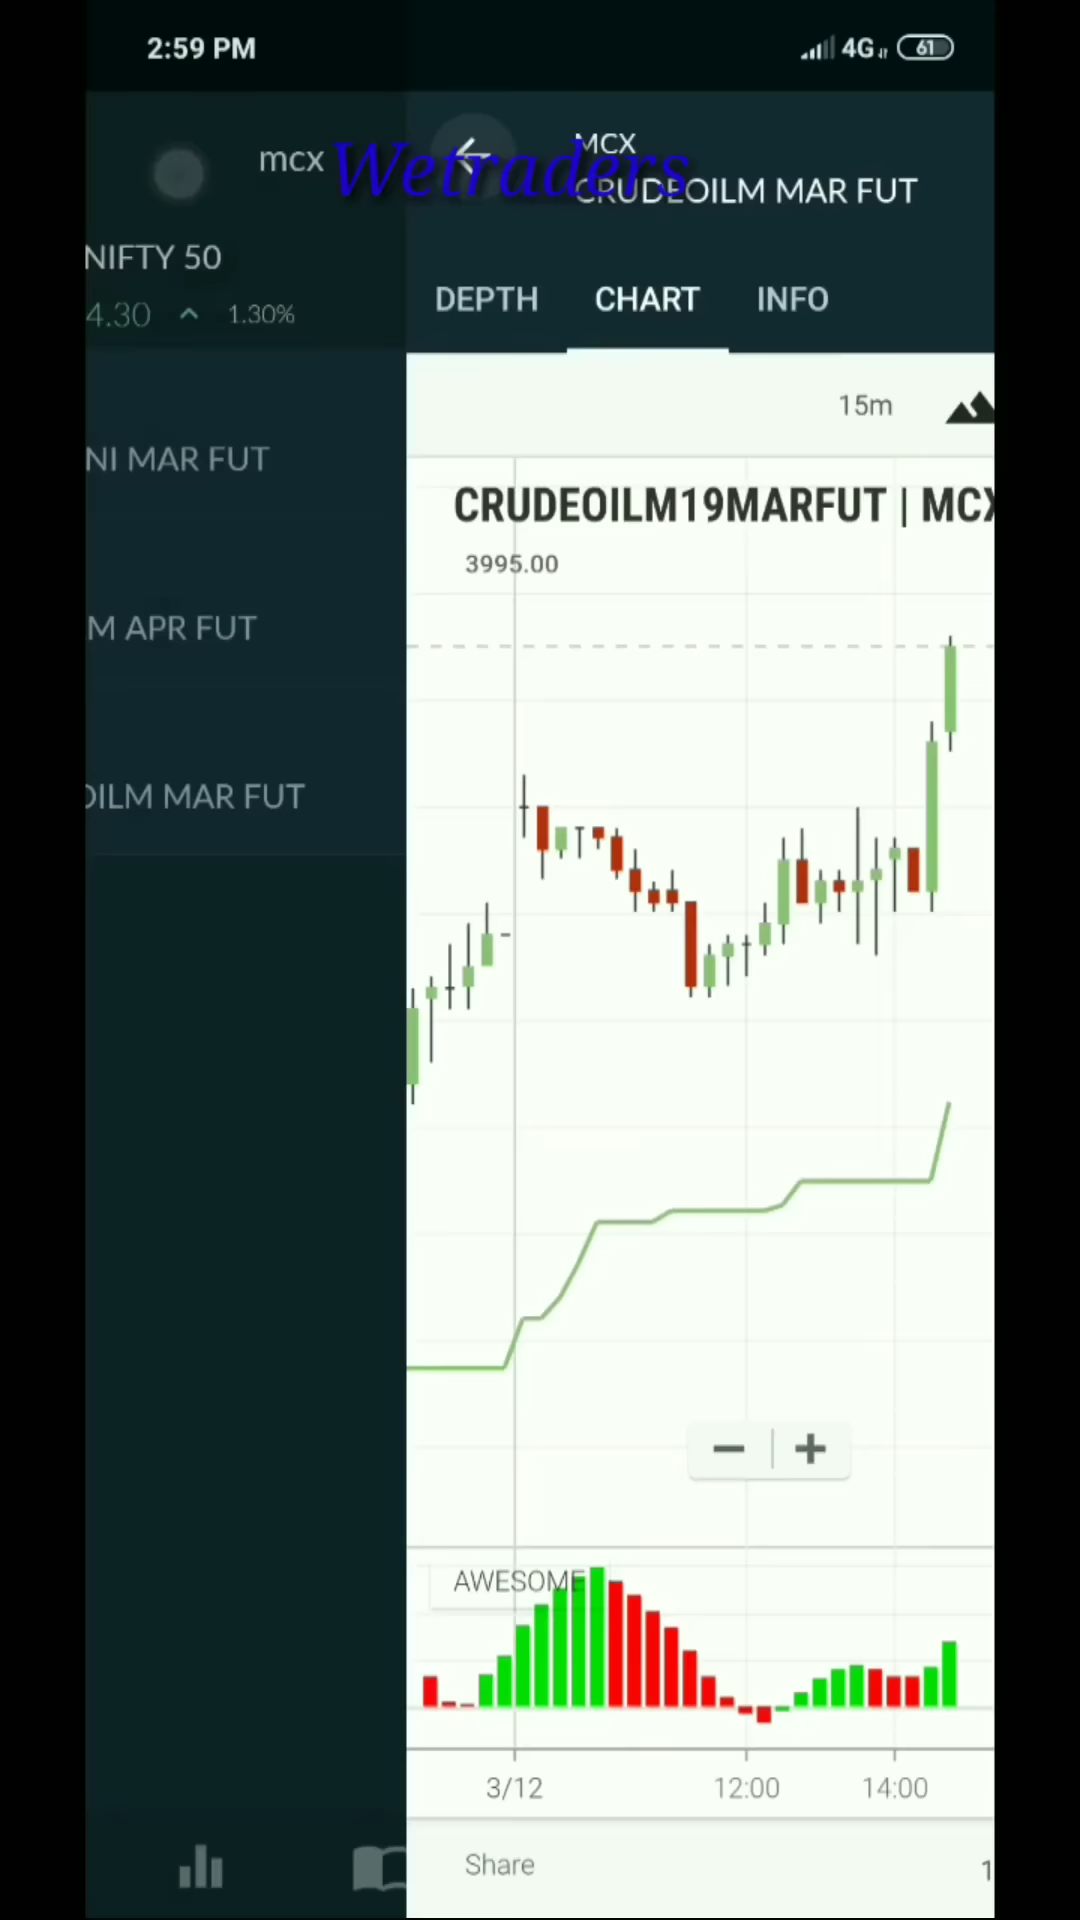 2:59 PM
4G
61
mcx
Wetraders
MCX
CRUDEOILM MAR FUT
NIFTY 50
4.30
1.30%
DEPTH CHART INFO
15m
NI MAR FUT
CRUDEOILM19MARFUT | MCX
3995.00
M APR FUT
OILM MAR FUT
AWESOME
3/12 12:00 14:00
Share
1